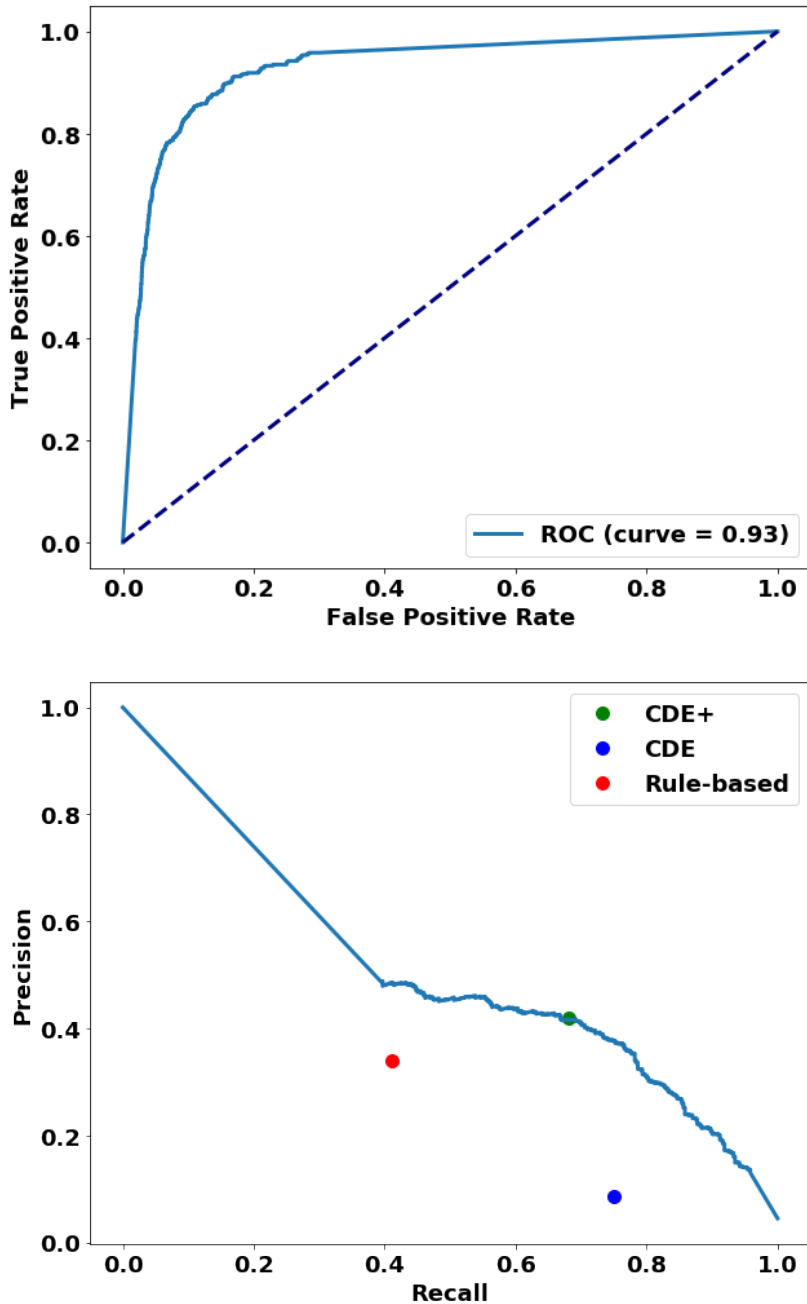 1.0
0.8
0.6
0.4
0.2
0.0
True Positive Rate
ROC (curve = 0.93)
0.0 0.2 0.4 0.6 0.8 1.0
False Positive Rate
1.0
0.8
0.6
0.4
0.2
0.0
Precision
CDE+
CDE
Rule-based
0.0 0.2 0.4 0.6 0.8 1.0
Recall